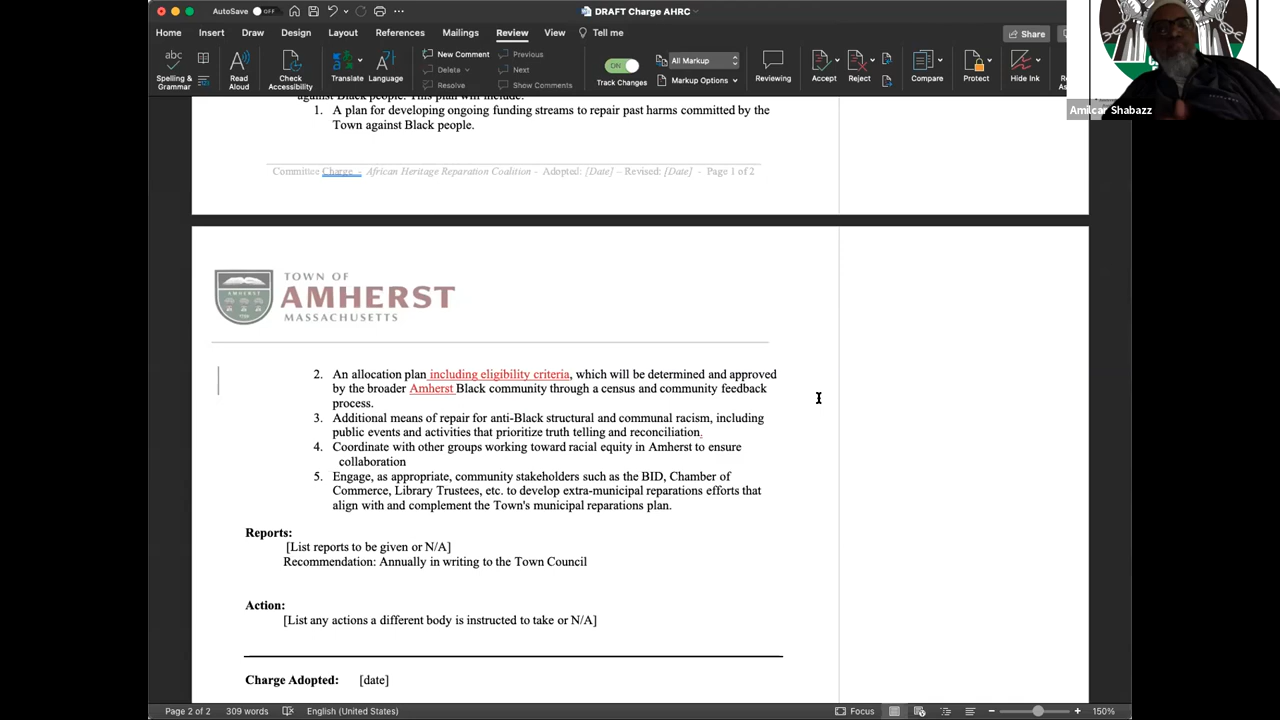 AutoSave OFF DRAFT Charge AHRC
Home Insert Draw Design Layout References Mailings Review View Tell me Share
abc
Spelling & Grammar
Read Aloud
Check Accessibility
Translate
Language
New Comment
Delete
Resolve
Previous
Next
Show Comments
ON
Track Changes
All Markup
Markup Options
Reviewing
Accept
Reject
Compare
Protect
Hide Ink
Amilcar Shabazz
against Black people. This plan will include:
1. A plan for developing ongoing funding streams to repair past harms committed by the
Town against Black people.
Committee Charge - African Heritage Reparation Coalition - Adopted: [Date] – Revised: [Date] - Page 1 of 2
TOWN OF
AMHERST
MASSACHUSETTS
2. An allocation plan including eligibility criteria, which will be determined and approved
by the broader Amherst Black community through a census and community feedback
process.
3. Additional means of repair for anti-Black structural and communal racism, including
public events and activities that prioritize truth telling and reconciliation.
4. Coordinate with other groups working toward racial equity in Amherst to ensure
collaboration
5. Engage, as appropriate, community stakeholders such as the BID, Chamber of
Commerce, Library Trustees, etc. to develop extra-municipal reparations efforts that
align with and complement the Town's municipal reparations plan.
Reports:
[List reports to be given or N/A]
Recommendation: Annually in writing to the Town Council
Action:
[List any actions a different body is instructed to take or N/A]
Charge Adopted: [date]
Page 2 of 2 309 words English (United States) Focus 150%